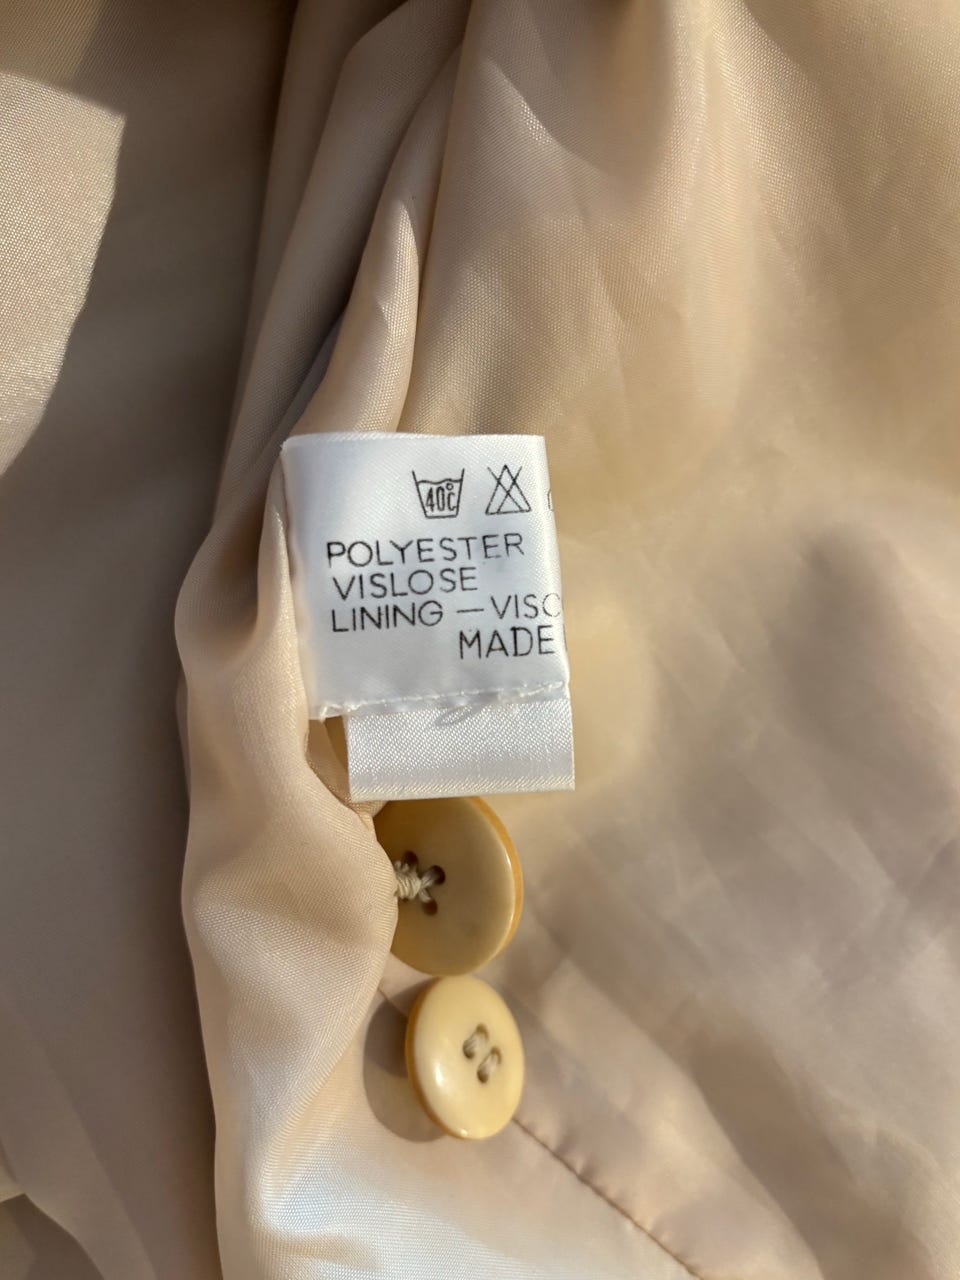 40°C
POLYESTER
VISLOSE
LINING — VISC
MADE